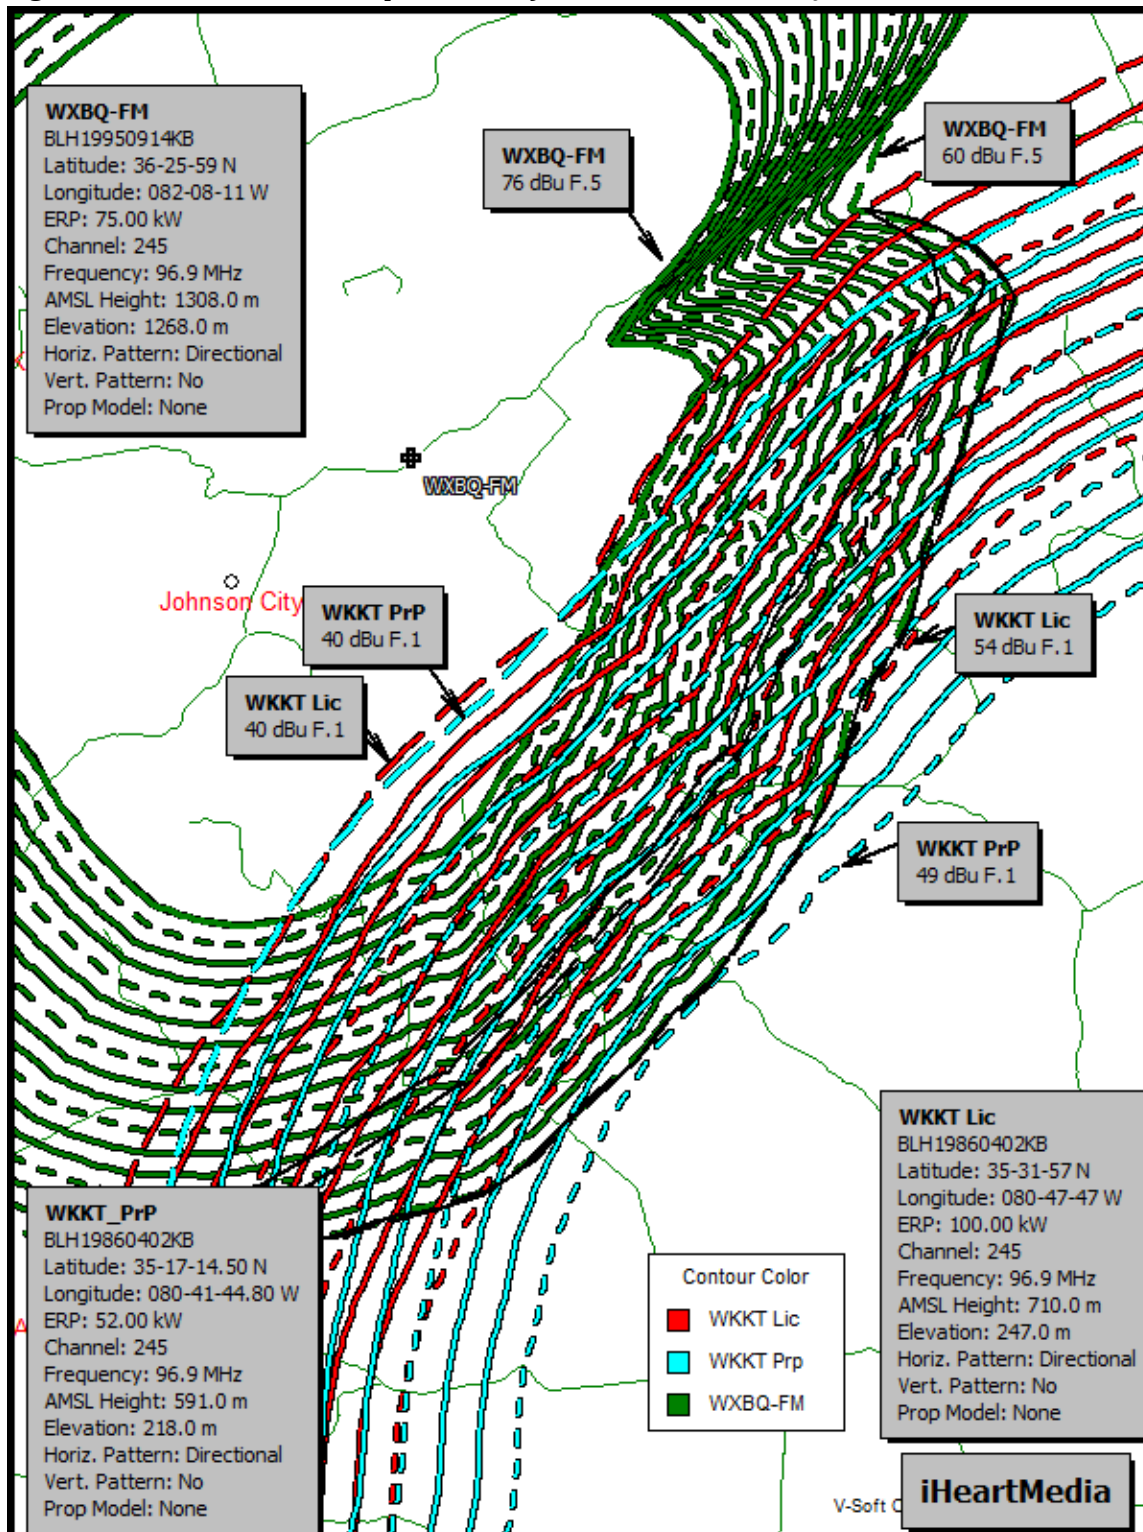 WXBQ-FM
BLH19950914KB
Latitude: 36-25-59 N
Longitude: 082-08-11 W
ERP: 75.00 kW
Channel: 245
Frequency: 96.9 MHz
AMSL Height: 1308.0 m
Elevation: 1268.0 m
Horiz. Pattern: Directional
Vert. Pattern: No
Prop Model: None
WXBQ-FM
76 dBu F.5
WXBQ-FM
60 dBu F.5
WXBQ-FM
Johnson City
WKKT PrP
40 dBu F.1
WKKT Lic
40 dBu F.1
WKKT Lic
54 dBu F.1
WKKT PrP
49 dBu F.1
WKKT_PrP
BLH19860402KB
Latitude: 35-17-14.50 N
Longitude: 080-41-44.80 W
ERP: 52.00 kW
Channel: 245
Frequency: 96.9 MHz
AMSL Height: 591.0 m
Elevation: 218.0 m
Horiz. Pattern: Directional
Vert. Pattern: No
Prop Model: None
Contour Color
WKKT Lic
WKKT Prp
WXBQ-FM
WKKT Lic
BLH19860402KB
Latitude: 35-31-57 N
Longitude: 080-47-47 W
ERP: 100.00 kW
Channel: 245
Frequency: 96.9 MHz
AMSL Height: 710.0 m
Elevation: 247.0 m
Horiz. Pattern: Directional
Vert. Pattern: No
Prop Model: None
V-Soft C
iHeartMedia